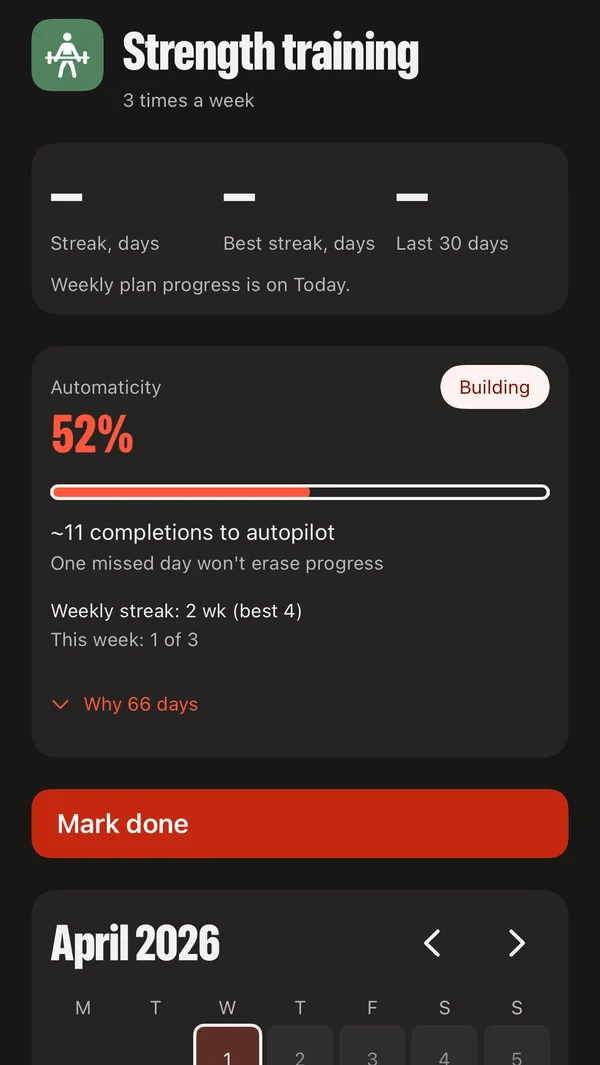 Strength training
3 times a week
– – –
Streak, days Best streak, days Last 30 days
Weekly plan progress is on Today.
Automaticity Building
52%
~11 completions to autopilot
One missed day won't erase progress
Weekly streak: 2 wk (best 4)
This week: 1 of 3
Why 66 days
Mark done
April 2026
M T W T F S S
1 2 3 4 5